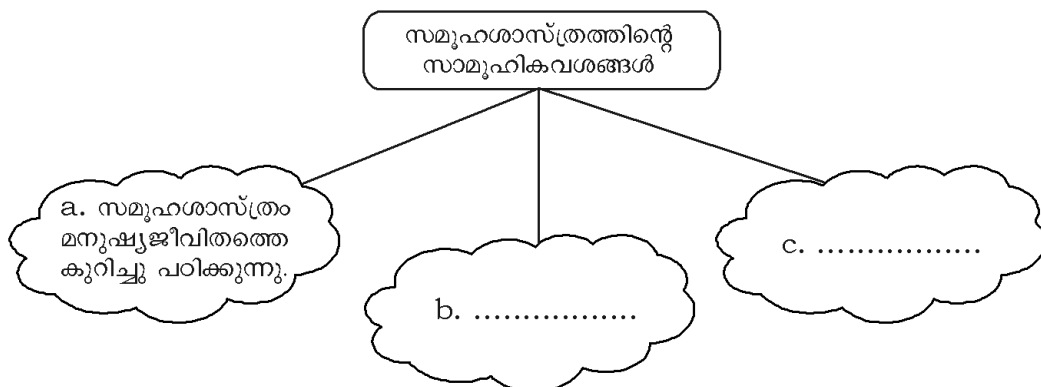 സമൂഹശാസ്ത്രത്തിന്റെ
സാമൂഹികവശങ്ങൾ
a. സമൂഹശാസ്ത്രം
മനുഷ്യജീവിതത്തെ
കുറിച്ചു പഠിക്കുന്നു.
b. .................
c. .................